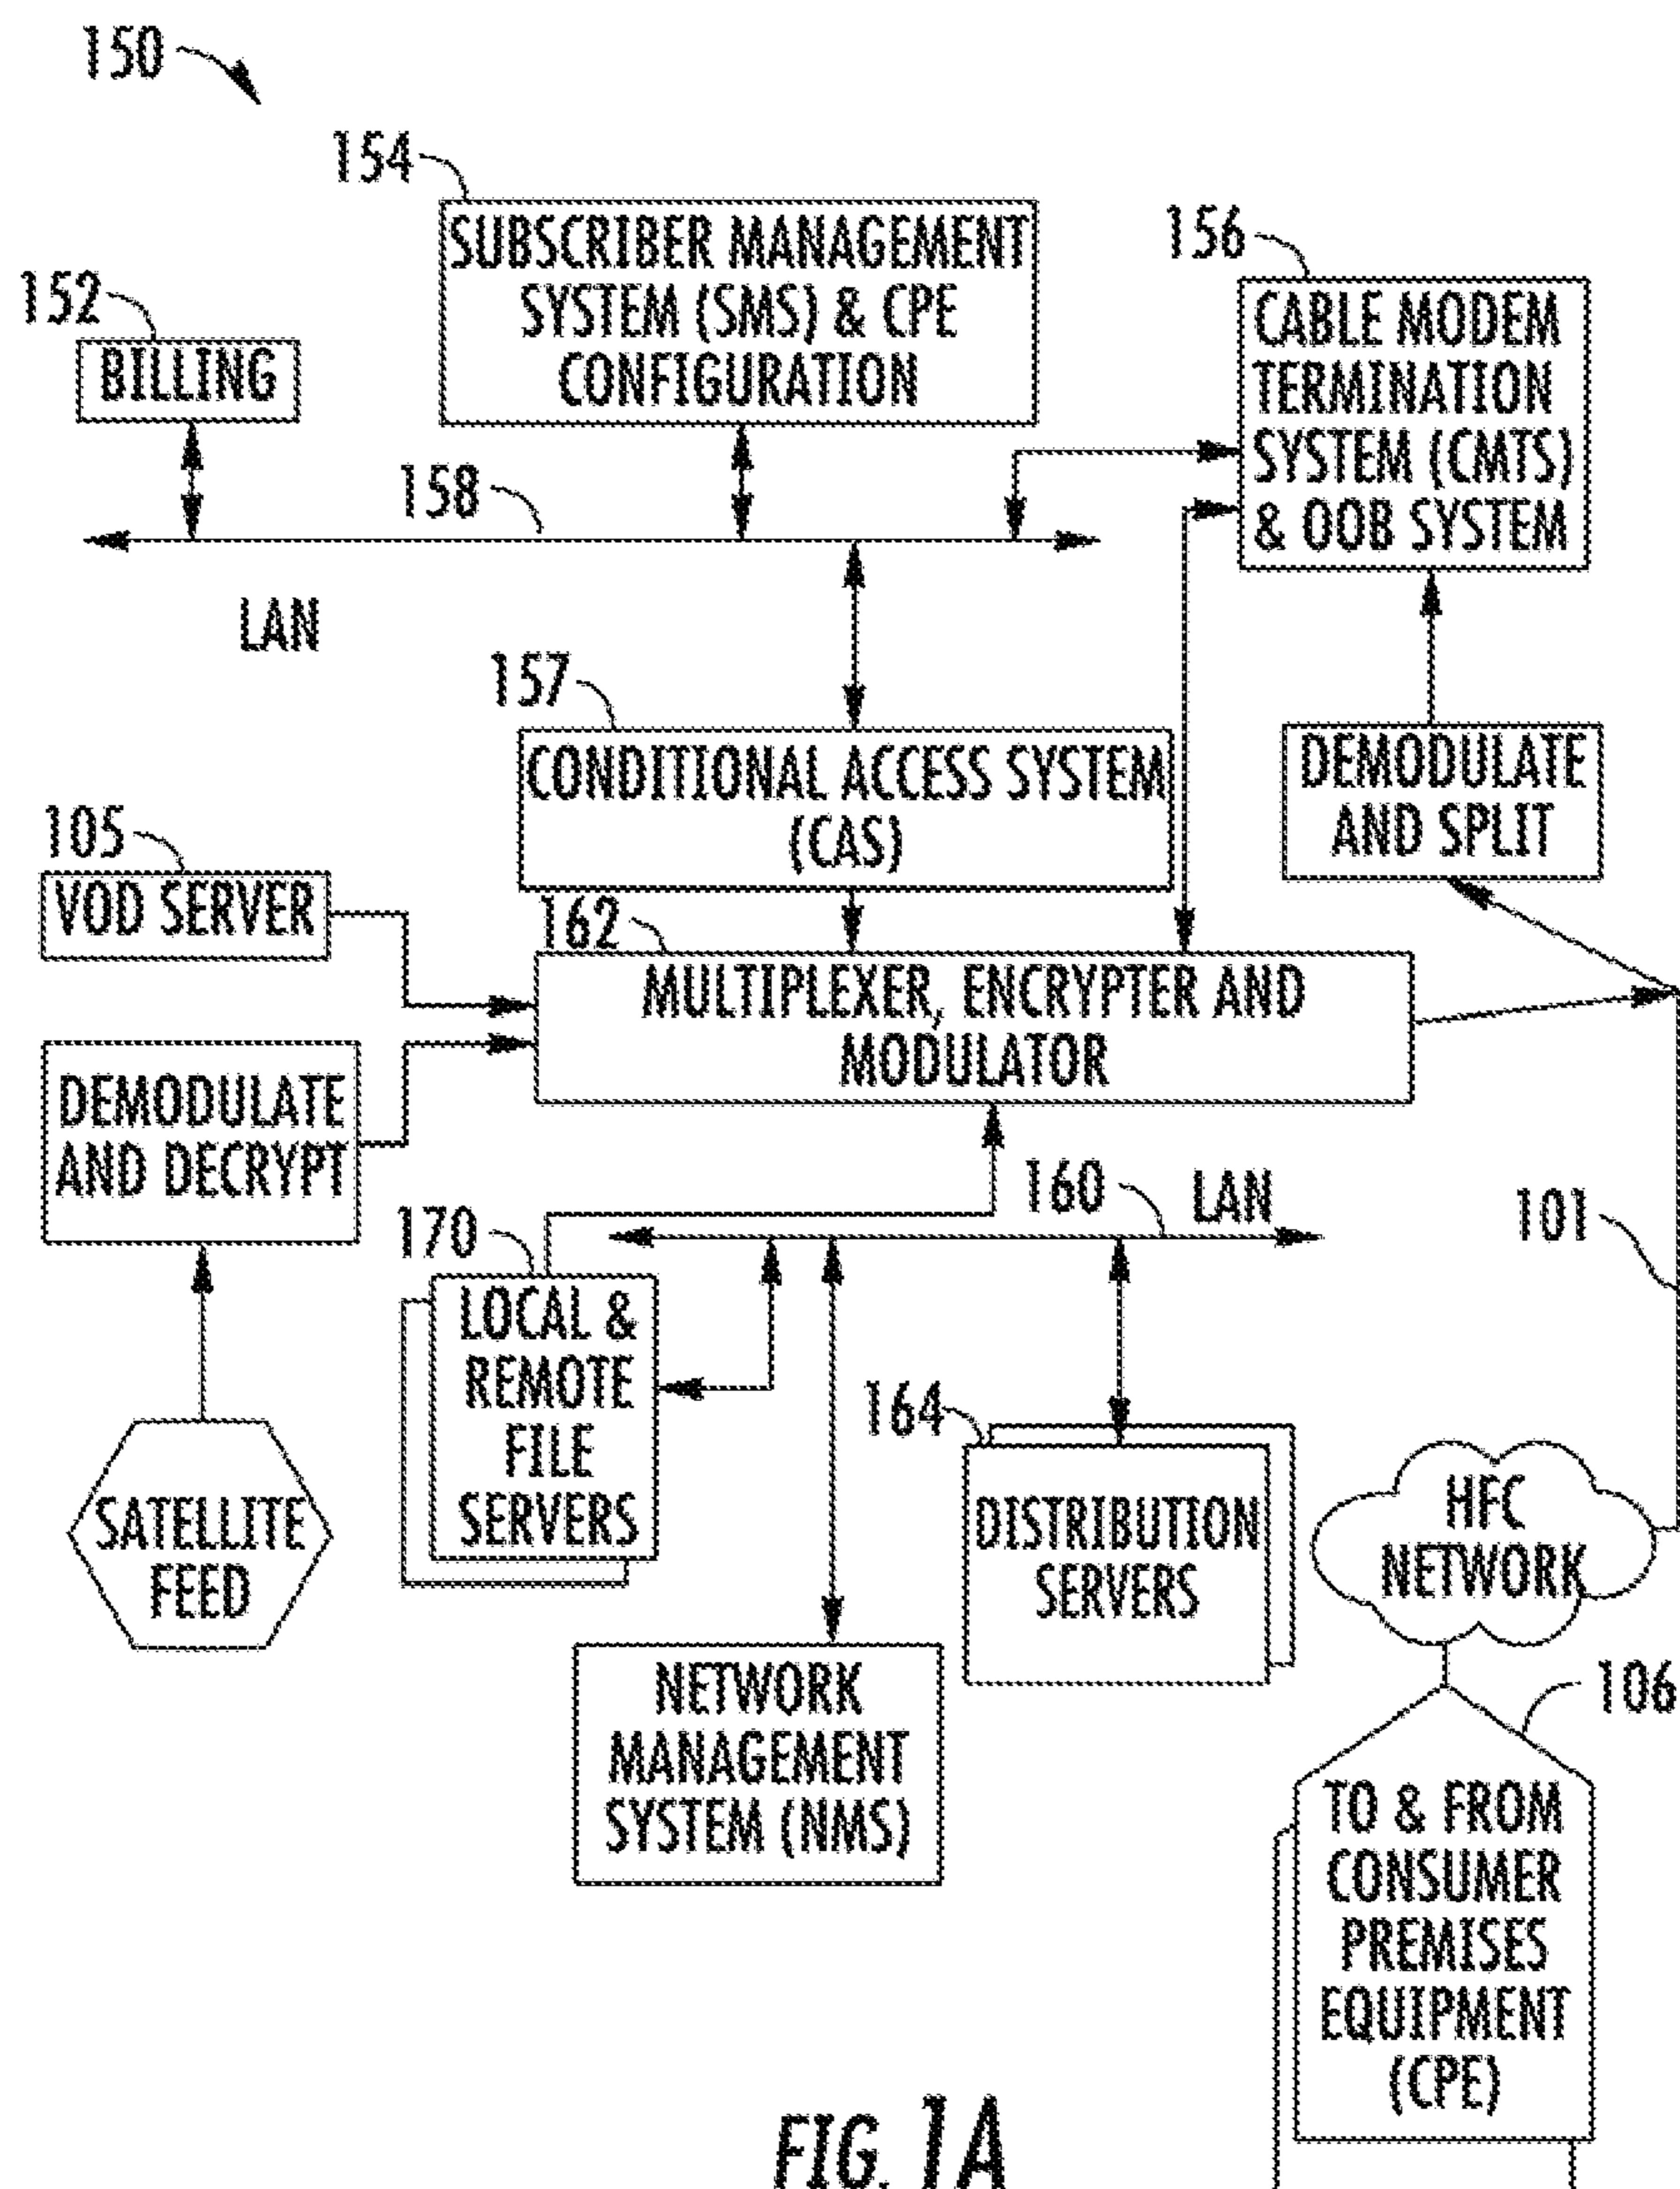 150
154
SUBSCRIBER MANAGEMENT
SYSTEM (SMS) & CPE
CONFIGURATION
156
CABLE MODEM
TERMINATION
SYSTEM (CMTS)
& OOB SYSTEM
152
BILLING
158
LAN
157
CONDITIONAL ACCESS SYSTEM
(CAS)
DEMODULATE
AND SPLIT
105
VOD SERVER
162
MULTIPLEXER, ENCRYPTER AND
MODULATOR
DEMODULATE
AND DECRYPT
160
LAN
101
170
LOCAL &
REMOTE
FILE
SERVERS
164
DISTRIBUTION
SERVERS
HFC
NETWORK
SATELLITE
FEED
NETWORK
MANAGEMENT
SYSTEM (NMS)
106
TO & FROM
CONSUMER
PREMISES
EQUIPMENT
(CPE)
FIG. 1A